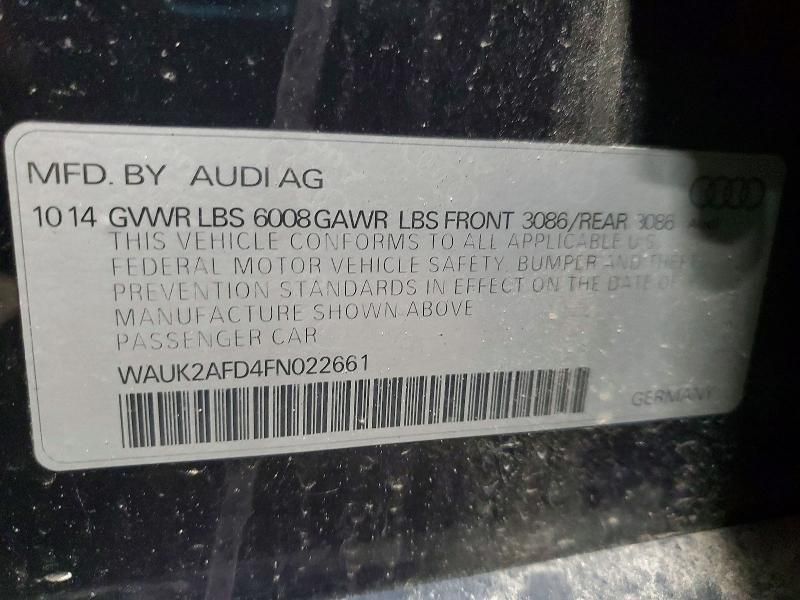 MFD. BY AUDI AG
10 14 GVWR LBS 6008 GAWR LBS FRONT 3086/REAR 3086
THIS VEHICLE CONFORMS TO ALL APPLICABLE U.S.
FEDERAL MOTOR VEHICLE SAFETY, BUMPER AND THEFT
PREVENTION STANDARDS IN EFFECT ON THE DATE OF
MANUFACTURE SHOWN ABOVE
PASSENGER CAR
WAUK2AFD4FN022661
GERMANY